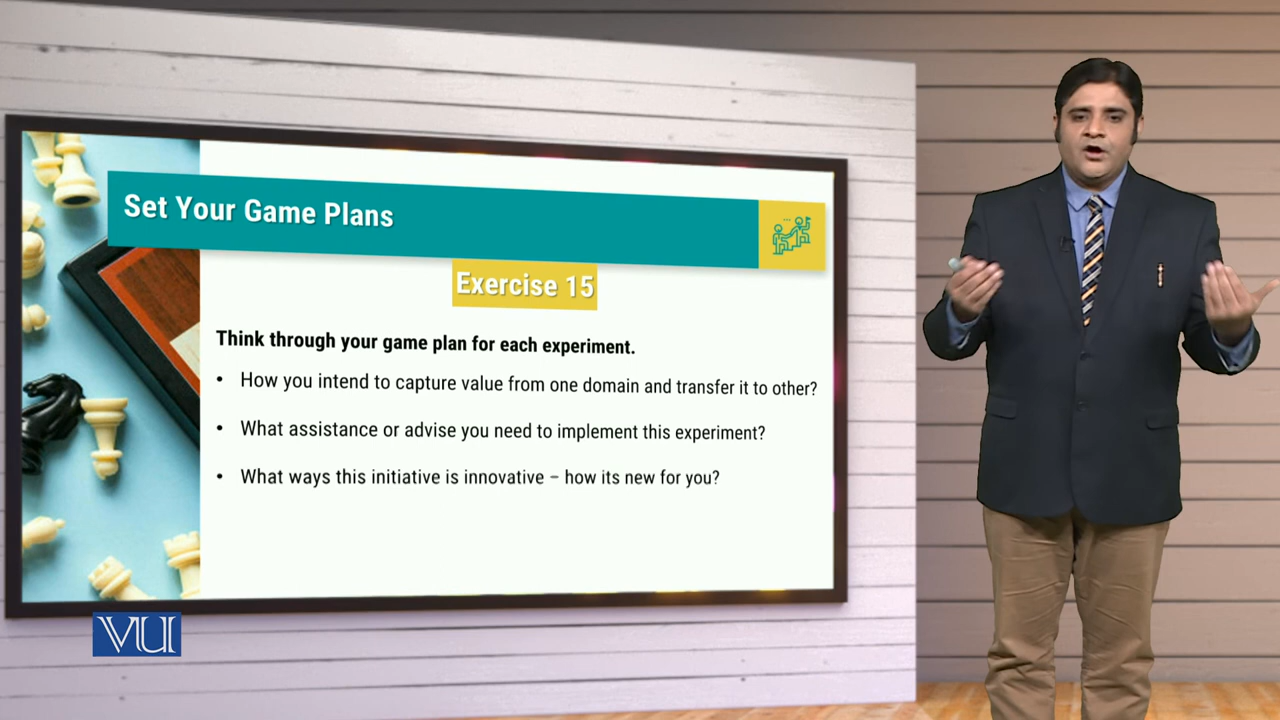 Set Your Game Plans
Exercise 15
Think through your game plan for each experiment.
• How you intend to capture value from one domain and transfer it to other?
• What assistance or advise you need to implement this experiment?
• What ways this initiative is innovative – how its new for you?
VU